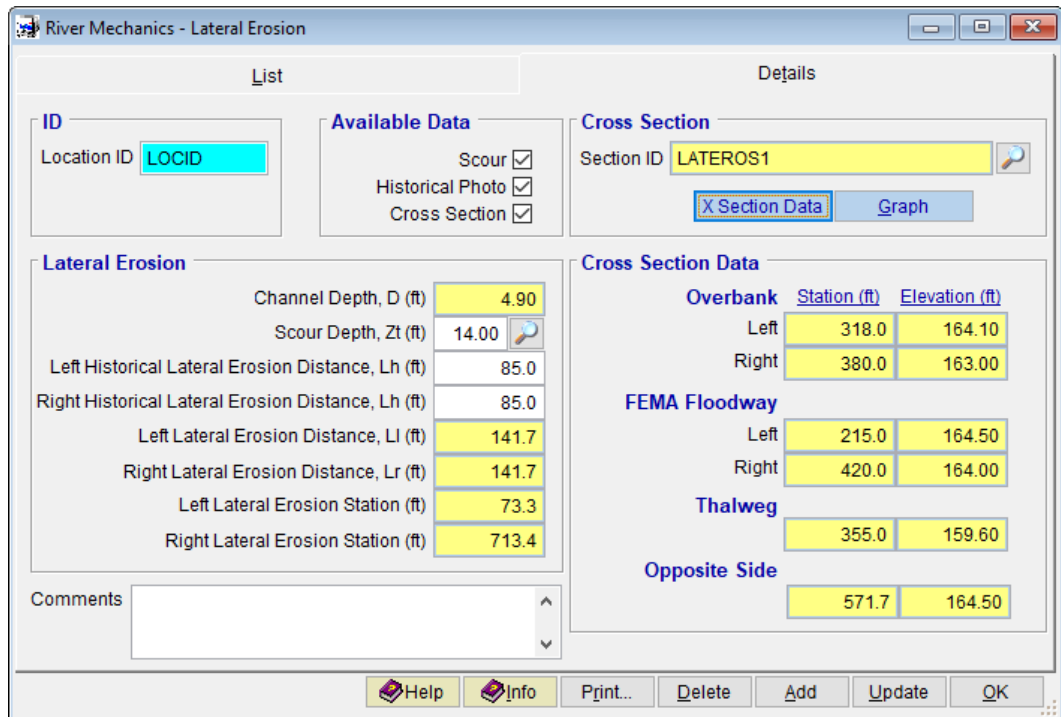 River Mechanics - Lateral Erosion
List
Details
ID
Location ID LOCID
Available Data
Scour
Historical Photo
Cross Section
Cross Section
Section ID LATEROS1
X Section Data Graph
Lateral Erosion
Channel Depth, D (ft) 4.90
Scour Depth, Zt (ft) 14.00
Left Historical Lateral Erosion Distance, Lh (ft) 85.0
Right Historical Lateral Erosion Distance, Lh (ft) 85.0
Left Lateral Erosion Distance, Ll (ft) 141.7
Right Lateral Erosion Distance, Lr (ft) 141.7
Left Lateral Erosion Station (ft) 73.3
Right Lateral Erosion Station (ft) 713.4
Comments
Cross Section Data
Overbank Station (ft) Elevation (ft)
Left 318.0 164.10
Right 380.0 163.00
FEMA Floodway
Left 215.0 164.50
Right 420.0 164.00
Thalweg
355.0 159.60
Opposite Side
571.7 164.50
Help Info Print... Delete Add Update OK